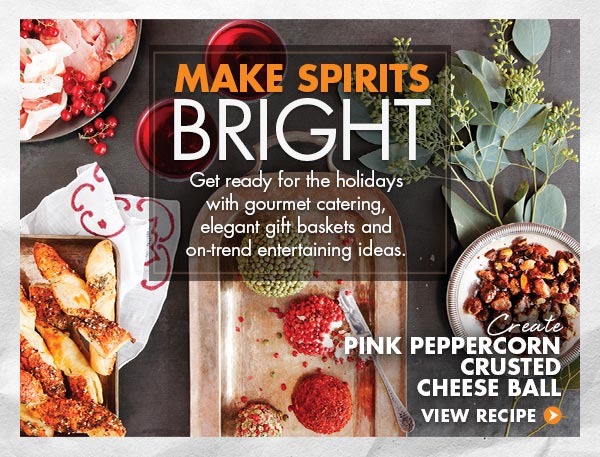 MAKE SPIRITS
BRIGHT
Get ready for the holidays
with gourmet catering,
elegant gift baskets and
on-trend entertaining ideas.
Create
PINK PEPPERCORN
CRUSTED
CHEESE BALL
VIEW RECIPE